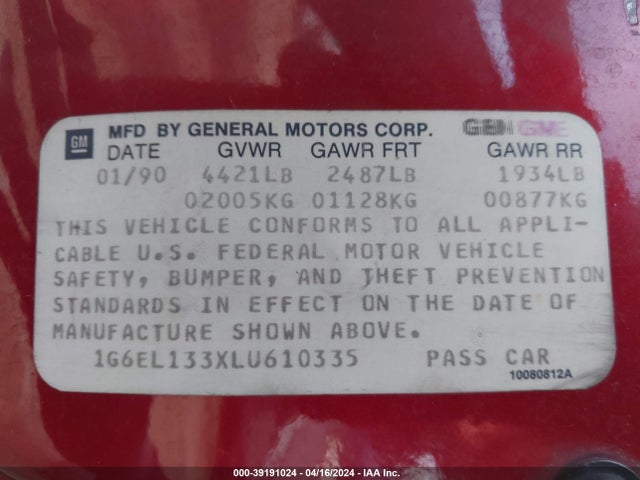 GM MFD BY GENERAL MOTORS CORP. GEN GME
DATE GVWR GAWR FRT GAWR RR
01/90 4421LB 2487LB 1934LB
02005KG 01128KG 00877KG
THIS VEHICLE CONFORMS TO ALL APPLI-
CABLE U.S. FEDERAL MOTOR VEHICLE
SAFETY, BUMPER, AND THEFT PREVENTION
STANDARDS IN EFFECT ON THE DATE OF
MANUFACTURE SHOWN ABOVE.
1G6EL133XLU610335 PASS CAR
10080812A
000-39191024 / 04/16/2024 / IAA Inc.